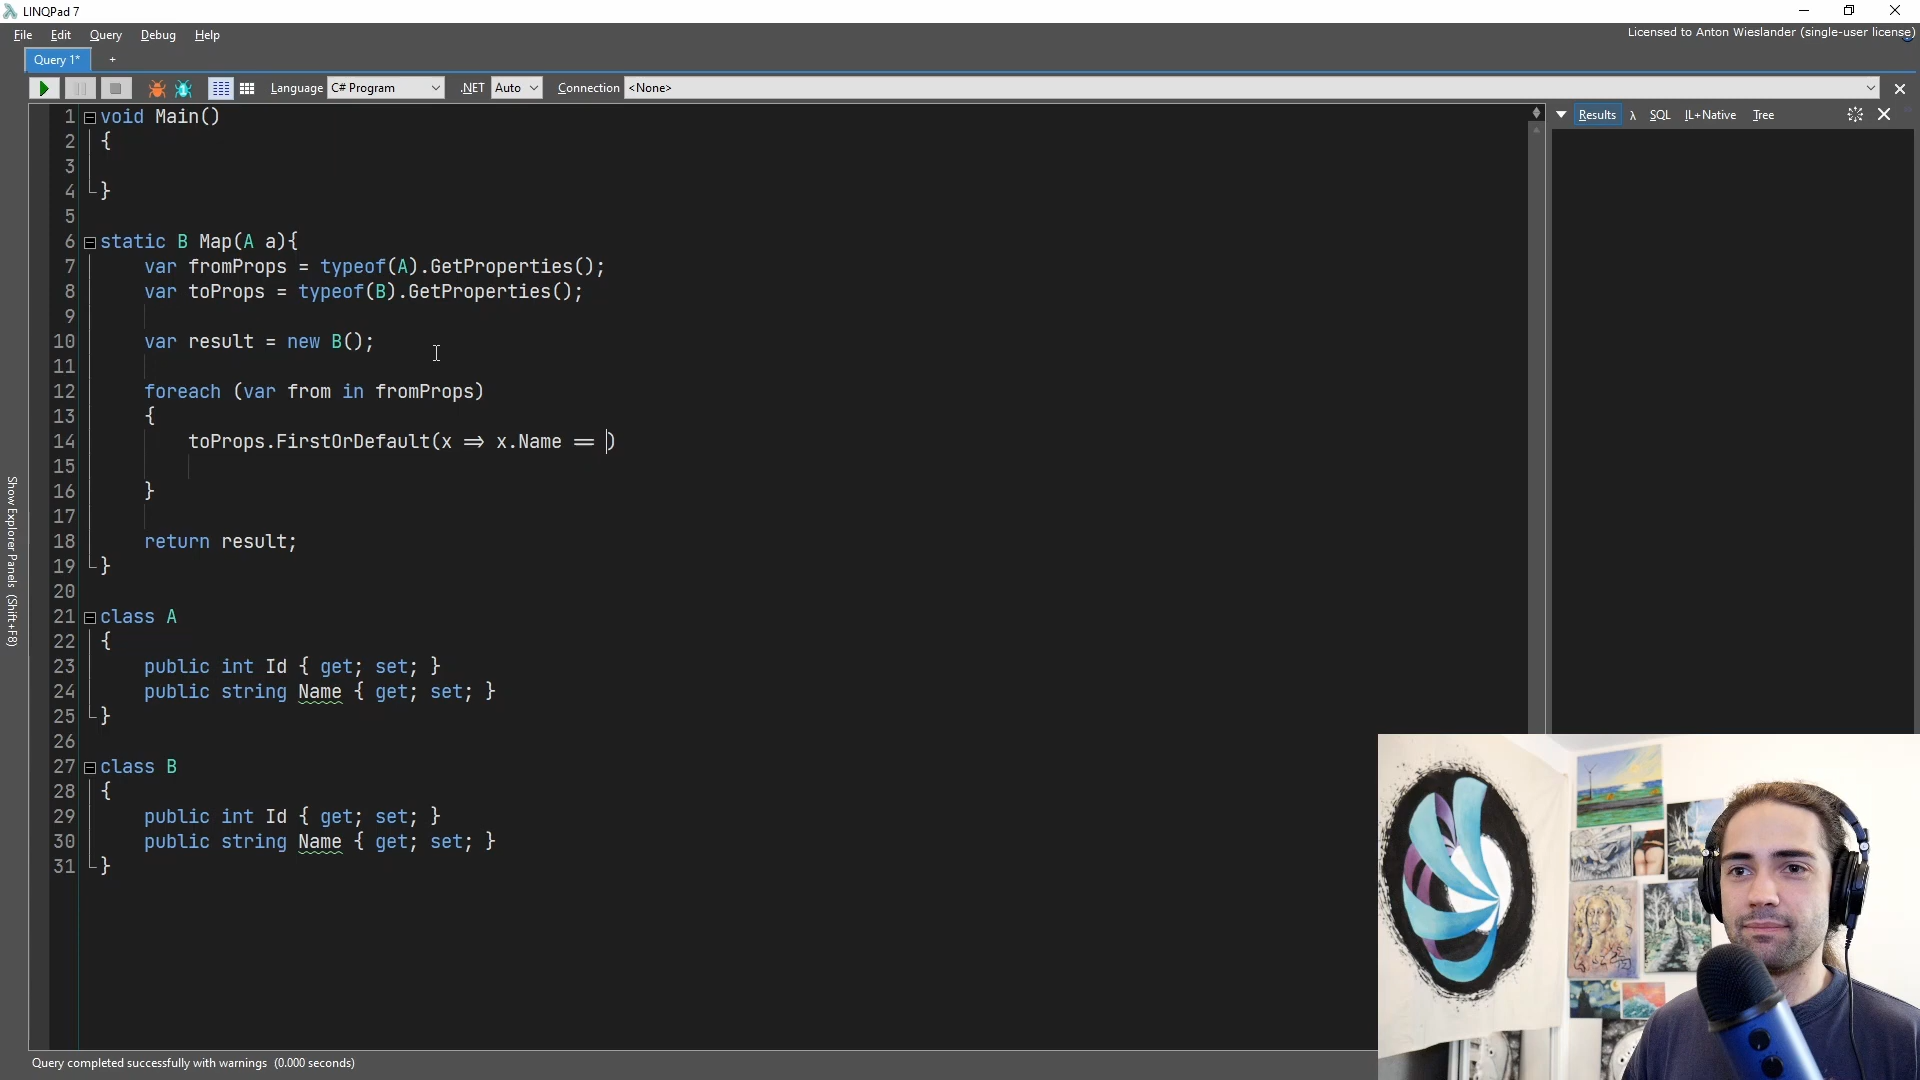 LINQPad 7
File Edit Query Debug Help
Licensed to Anton Wieslander (single-user license)
Query 1* +
Language C# Program .NET Auto Connection <None>
Results λ SQL IL+Native Tree
Show Explorer Panels (Shift+F8)
1 void Main()
2 {
3
4 }
5
6 static B Map(A a){
7 var fromProps = typeof(A).GetProperties();
8 var toProps = typeof(B).GetProperties();
9
10 var result = new B();
11
12 foreach (var from in fromProps)
13 {
14 toProps.FirstOrDefault(x => x.Name == )
15
16 }
17
18 return result;
19 }
20
21 class A
22 {
23 public int Id { get; set; }
24 public string Name { get; set; }
25 }
26
27 class B
28 {
29 public int Id { get; set; }
30 public string Name { get; set; }
31 }
Query completed successfully with warnings (0.000 seconds)